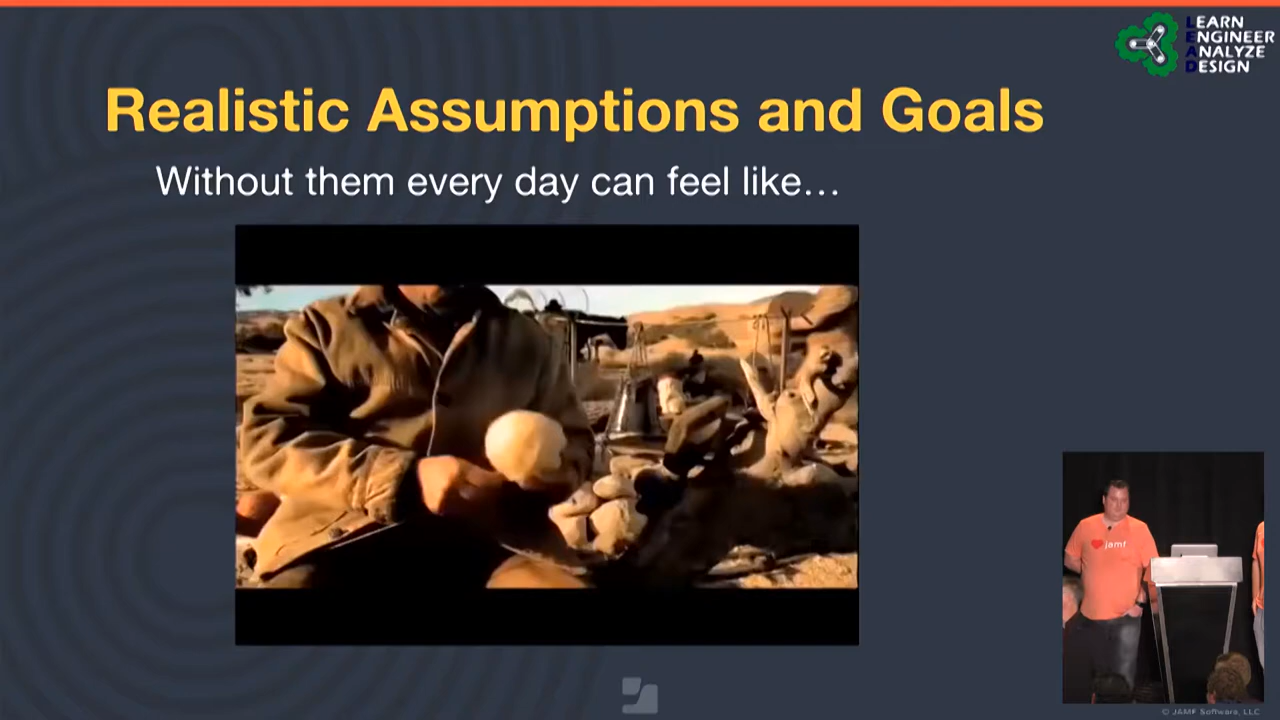 LEARN
ENGINEER
ANALYZE
DESIGN
Realistic Assumptions and Goals
Without them every day can feel like…
jamf
© JAMF Software, LLC